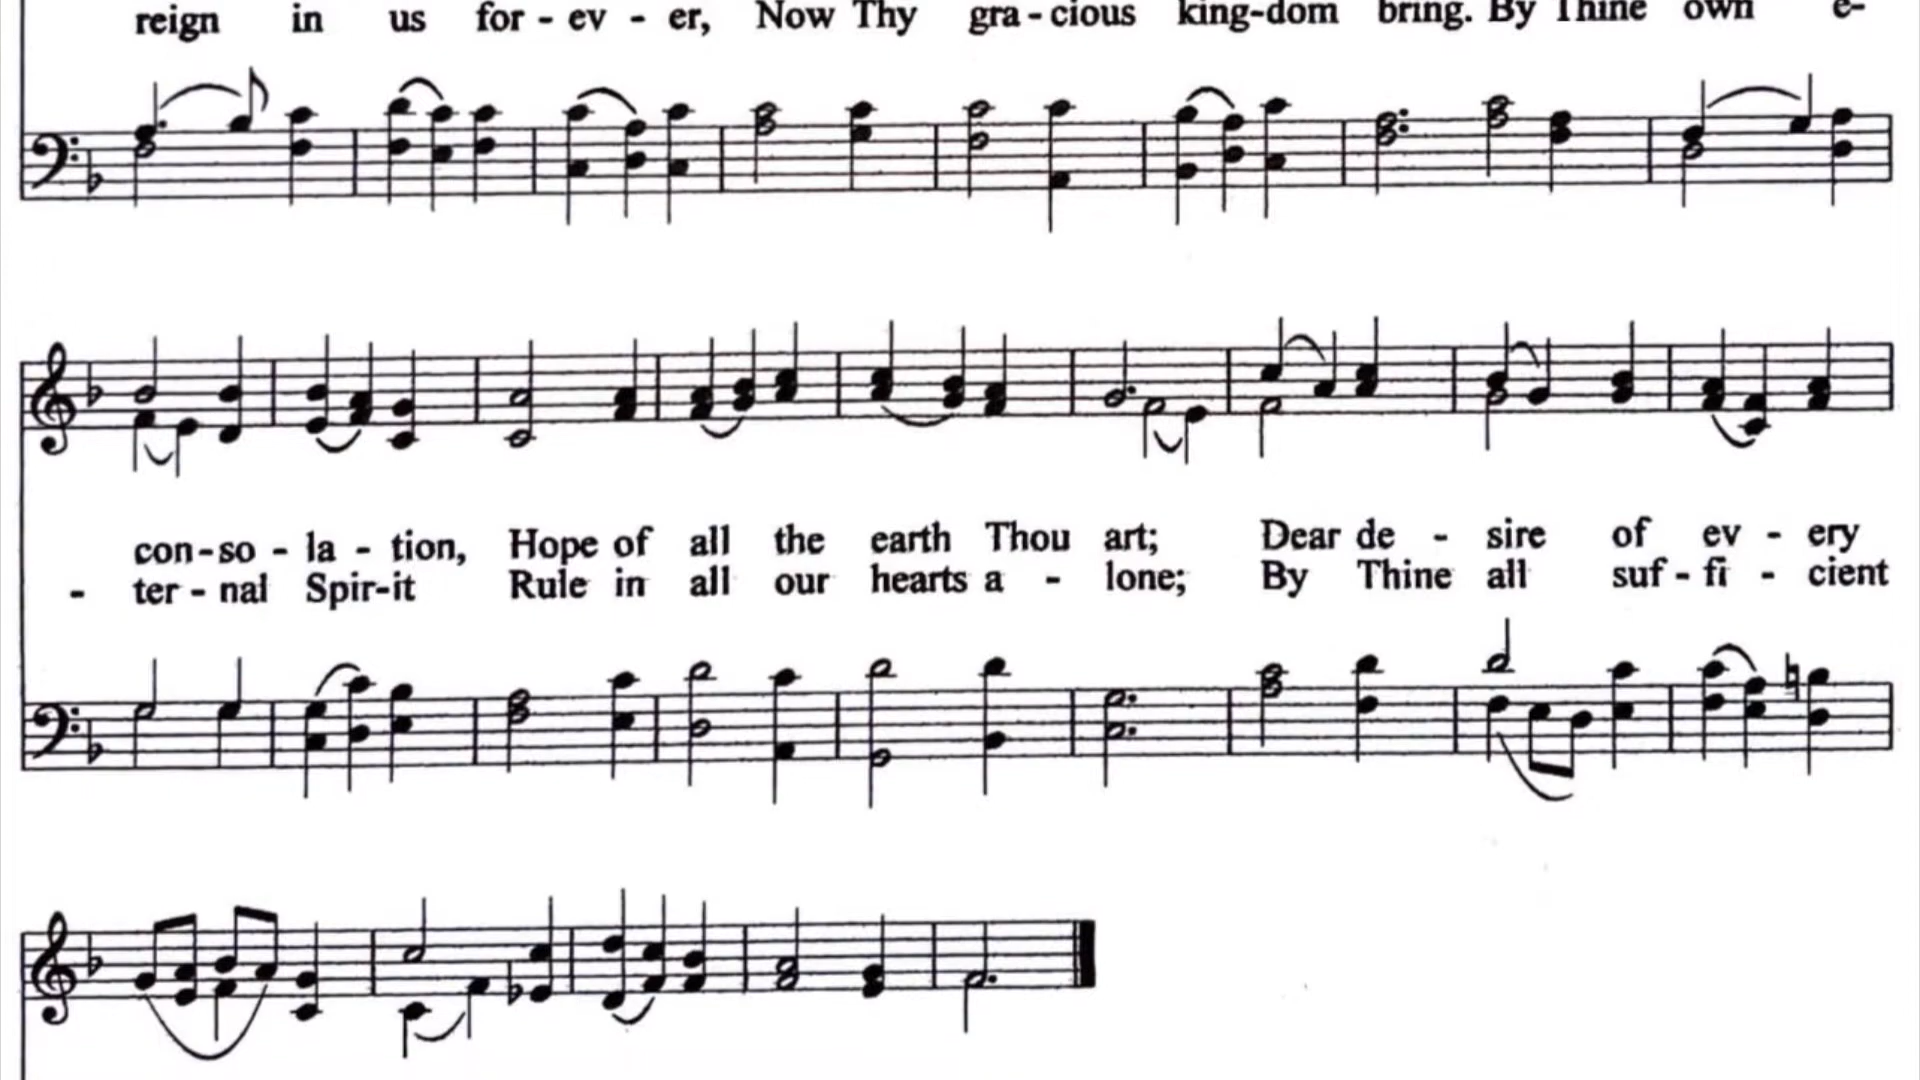 reign in us for - ev - er, Now Thy gra - cious king-dom bring. By Thine own e-
con - so - la - tion, Hope of all the earth Thou art; Dear de - sire of ev - ery
- ter - nal Spir-it Rule in all our hearts a - lone; By Thine all suf - fi - cient